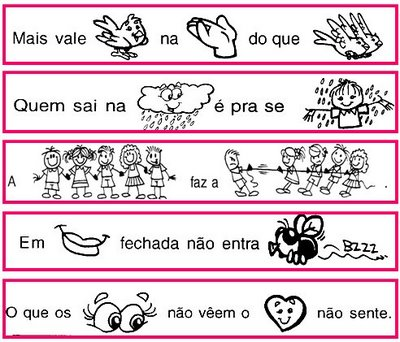 Mais vale na do que
Quem sai na é pra se
A faz a .
Em fechada não entra BZZZ
O que os não vêem o não sente.